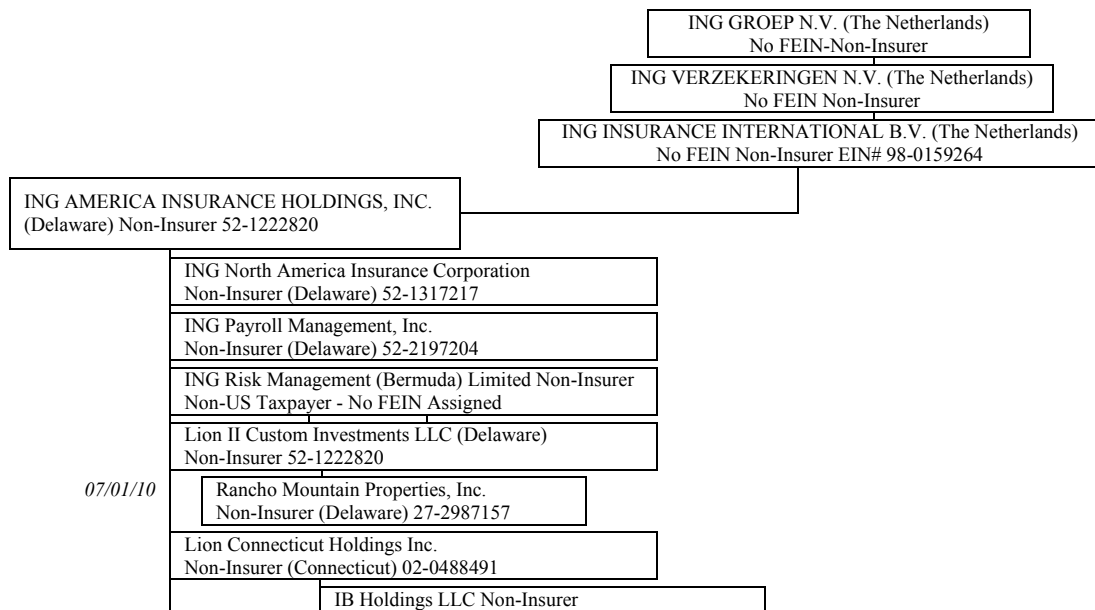 ING GROEP N.V. (The Netherlands)
No FEIN-Non-Insurer
ING VERZEKERINGEN N.V. (The Netherlands)
No FEIN Non-Insurer
ING INSURANCE INTERNATIONAL B.V. (The Netherlands)
No FEIN Non-Insurer EIN# 98-0159264
ING AMERICA INSURANCE HOLDINGS, INC.
(Delaware) Non-Insurer 52-1222820
ING North America Insurance Corporation
Non-Insurer (Delaware) 52-1317217
ING Payroll Management, Inc.
Non-Insurer (Delaware) 52-2197204
ING Risk Management (Bermuda) Limited Non-Insurer
Non-US Taxpayer - No FEIN Assigned
Lion II Custom Investments LLC (Delaware)
Non-Insurer 52-1222820
07/01/10
Rancho Mountain Properties, Inc.
Non-Insurer (Delaware) 27-2987157
Lion Connecticut Holdings Inc.
Non-Insurer (Connecticut) 02-0488491
IB Holdings LLC Non-Insurer